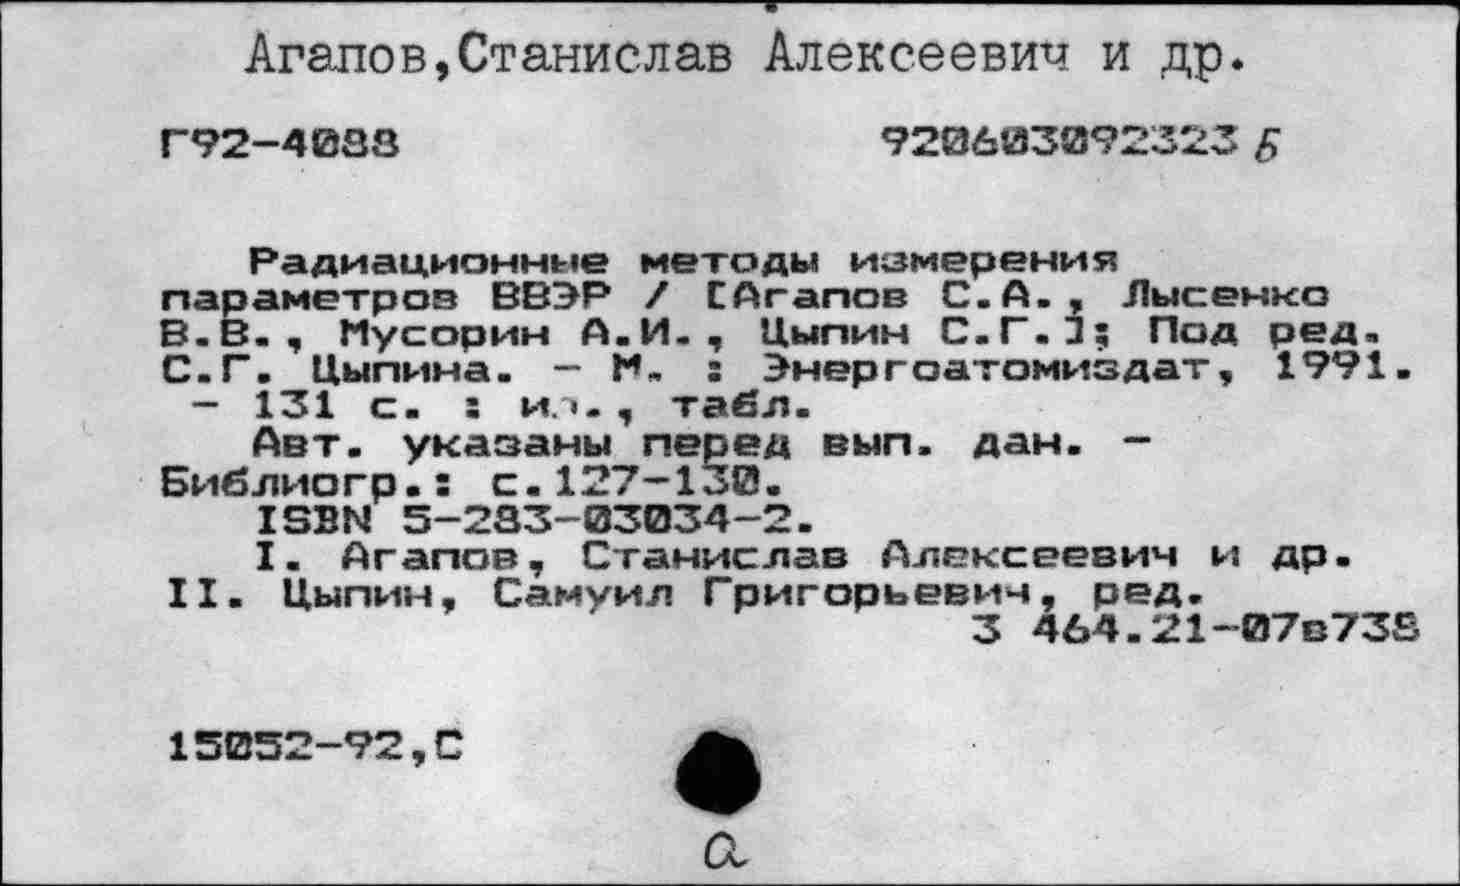 Агапов,Станислав Алексеевич и др.
Г92-4088
920603092323 Б
Радиационные методы измерения
параметров ВВЭР / [Агапов С.А., Лысенко
В.В., Мусорин А.И., Цыпин С.Г.]; Под ред.
С.Г. Цыпина. - М. : Энергоатомиздат, 1991.
- 131 с. : ил., табл.
Авт. указаны перед вып. дан. -
Библиогр.: с.127-130.
ISBN 5-283-03034-2.
I. Агапов, Станислав Алексеевич и др.
II. Цыпин, Самуил Григорьевич, ред.
3 464.21-07в738
15052-92,С
а